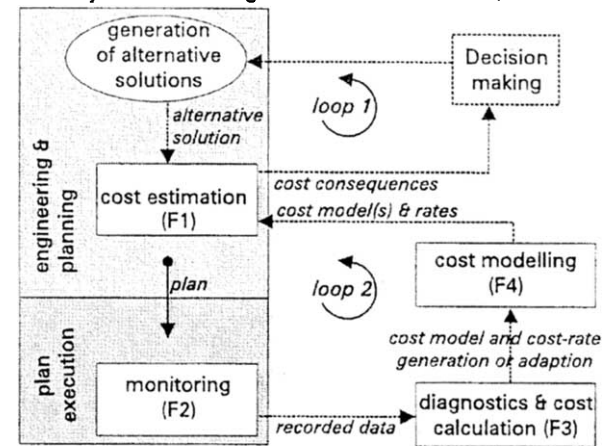 generation
of alternative
solutions
Decision
making
loop 1
alternative
solution
engineering &
planning
cost estimation
(F1)
cost consequences
cost model(s) & rates
cost modelling
(F4)
plan
loop 2
cost model and cost-rate
generation or adaption
plan
execution
monitoring
(F2)
recorded data
diagnostics & cost
calculation (F3)